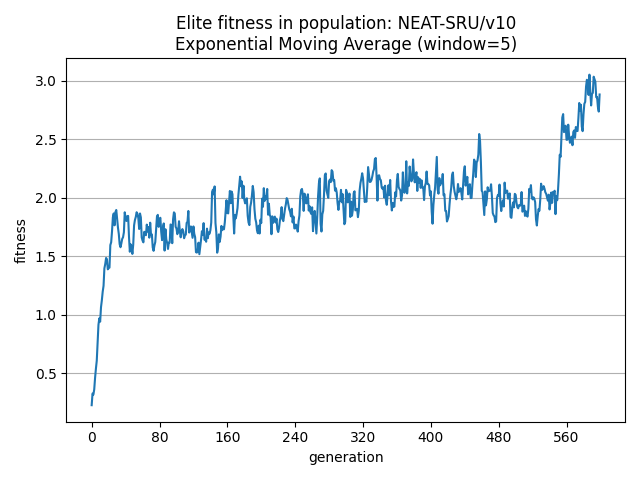 Elite fitness in population: NEAT-SRU/v10
Exponential Moving Average (window=5)
3.0
2.5
2.0
1.5
1.0
0.5
fitness
0 80 160 240 320 400 480 560
generation